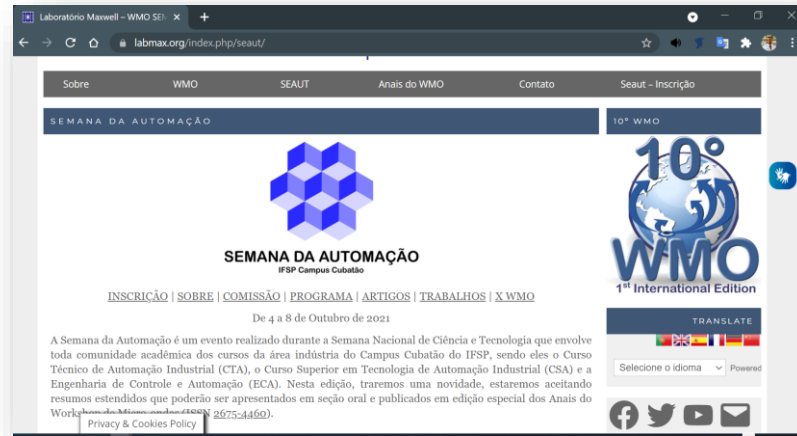 Laboratório Maxwell – WMO SEM
labmax.org/index.php/seaut/
Sobre WMO SEAUT Anais do WMO Contato Seaut – Inscrição
SEMANA DA AUTOMAÇÃO
SEMANA DA AUTOMAÇÃO
IFSP Campus Cubatão
INSCRIÇÃO | SOBRE | COMISSÃO | PROGRAMA | ARTIGOS | TRABALHOS | X WMO
De 4 a 8 de Outubro de 2021
A Semana da Automação é um evento realizado durante a Semana Nacional de Ciência e Tecnologia que envolve
toda comunidade acadêmica dos cursos da área indústria do Campus Cubatão do IFSP, sendo eles o Curso
Técnico de Automação Industrial (CTA), o Curso Superior em Tecnologia de Automação Industrial (CSA) e a
Engenharia de Controle e Automação (ECA). Nesta edição, traremos uma novidade, estaremos aceitando
resumos estendidos que poderão ser apresentados em seção oral e publicados em edição especial dos Anais do
Workshop de Micro-ondas (ISSN 2675-4460).
Privacy & Cookies Policy
10º WMO
10º
WMO
1st International Edition
TRANSLATE
Selecione o idioma
Powered